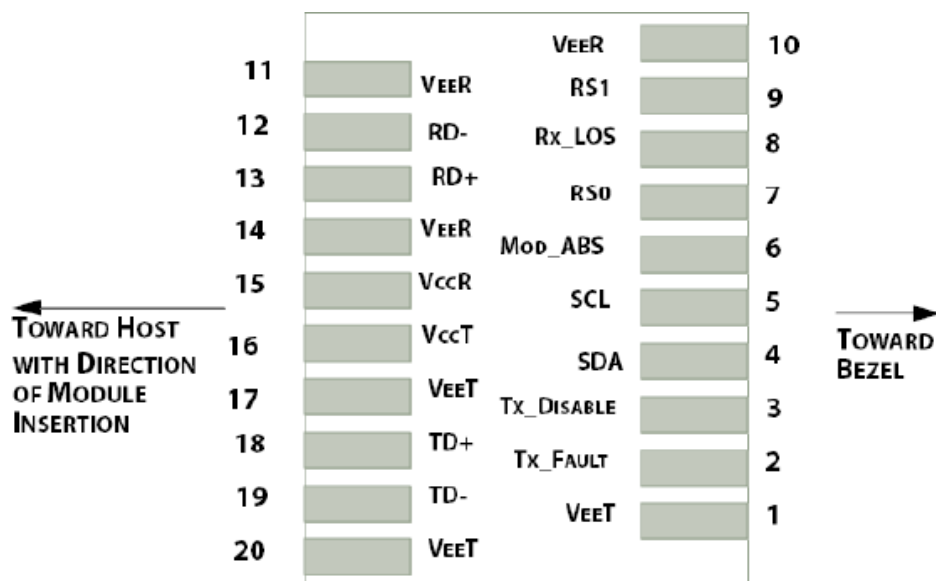 VEER 10
11 VEER
RS1 9
12 RD-
Rx_LOS 8
13 RD+
RS0 7
14 VEER
MOD_ABS 6
15 VCCR
SCL 5
TOWARD HOST
WITH DIRECTION
OF MODULE
INSERTION
TOWARD
BEZEL
16 VCCT
SDA 4
17 VEET
TX_DISABLE 3
18 TD+
TX_FAULT 2
19 TD-
VEET 1
20 VEET